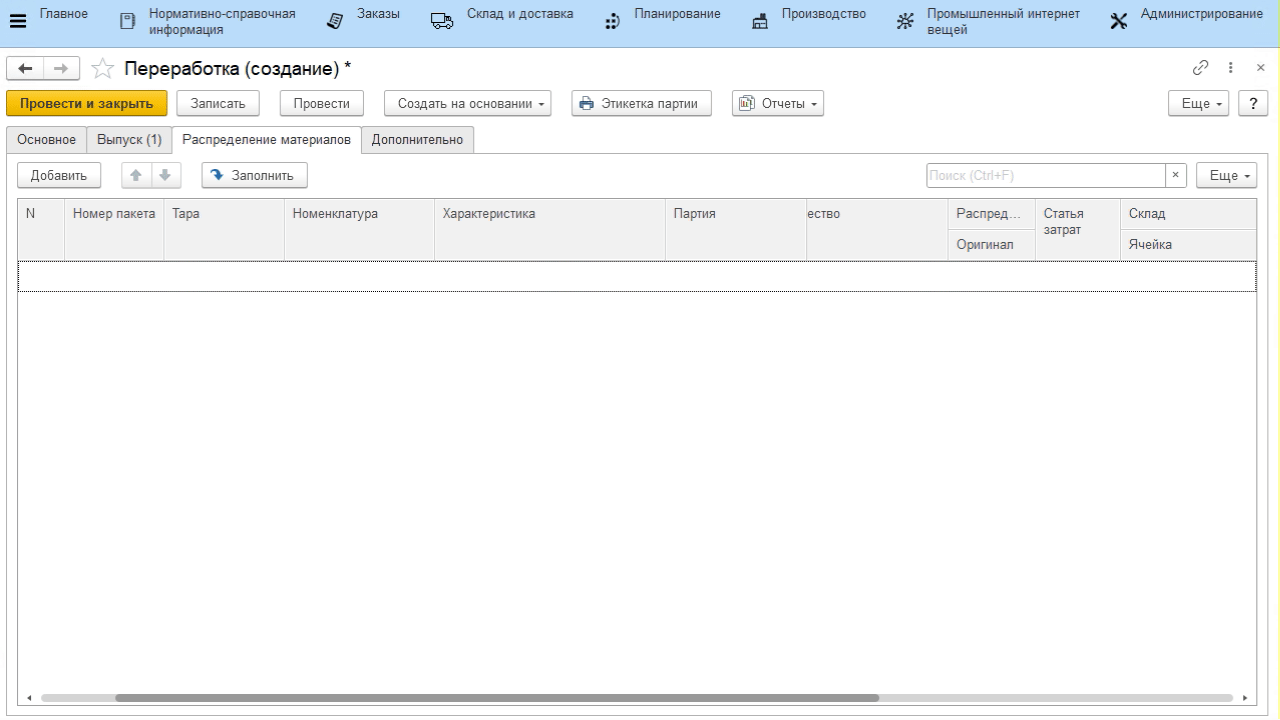 Главное
Нормативно-справочная
информация
Заказы
Склад и доставка
Планирование
Производство
Промышленный интернет
вещей
Администрирование
Переработка (создание) *
Провести и закрыть
Записать
Провести
Создать на основании
Этикетка партии
Отчеты
Еще
?
Основное
Выпуск (1)
Распределение материалов
Дополнительно
Добавить
Заполнить
Поиск (Ctrl+F)
×
Еще
N
Номер пакета
Тара
Номенклатура
Характеристика
Партия
ество
Распред...
Оригинал
Статья
затрат
Склад
Ячейка